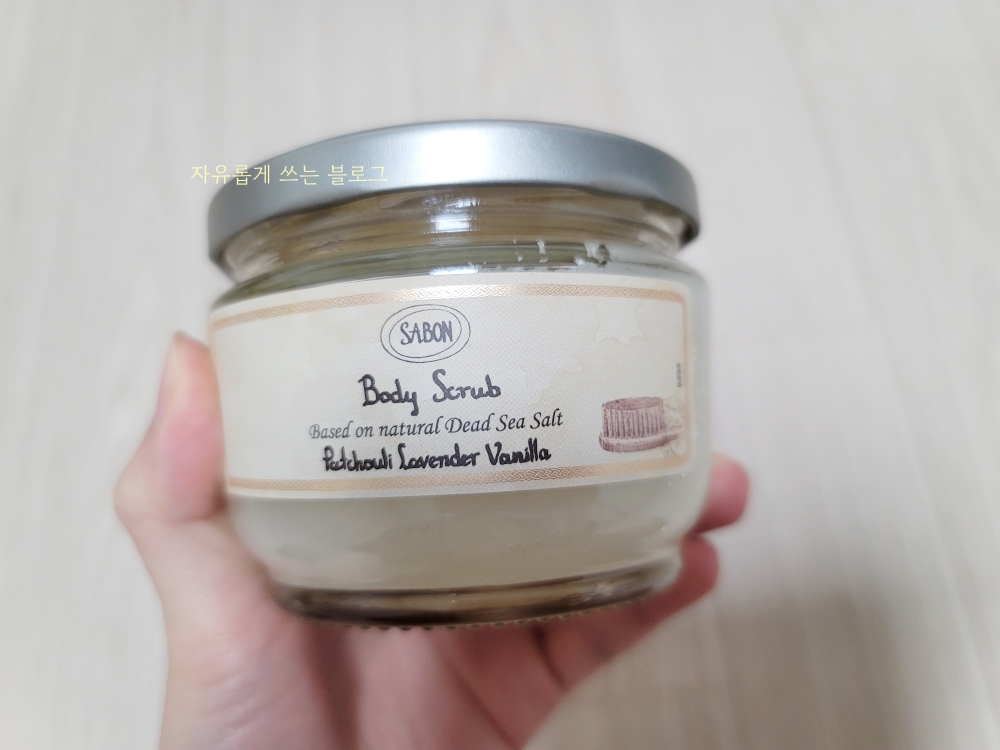 자유롭게 쓰는 블로그
SABON
Body Scrub
Based on natural Dead Sea Salt
Patchouli Lavender Vanilla